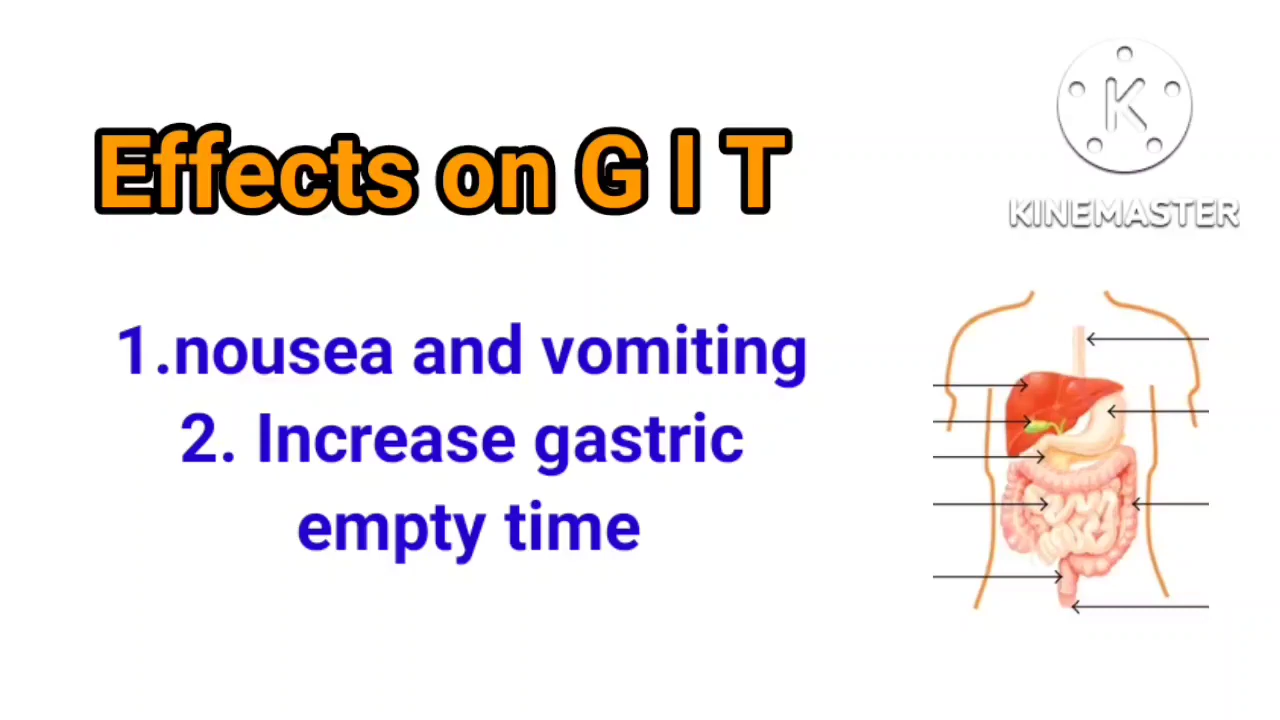 Effects on G I T
K
KINEMASTER
1.nousea and vomiting
2. Increase gastric
empty time